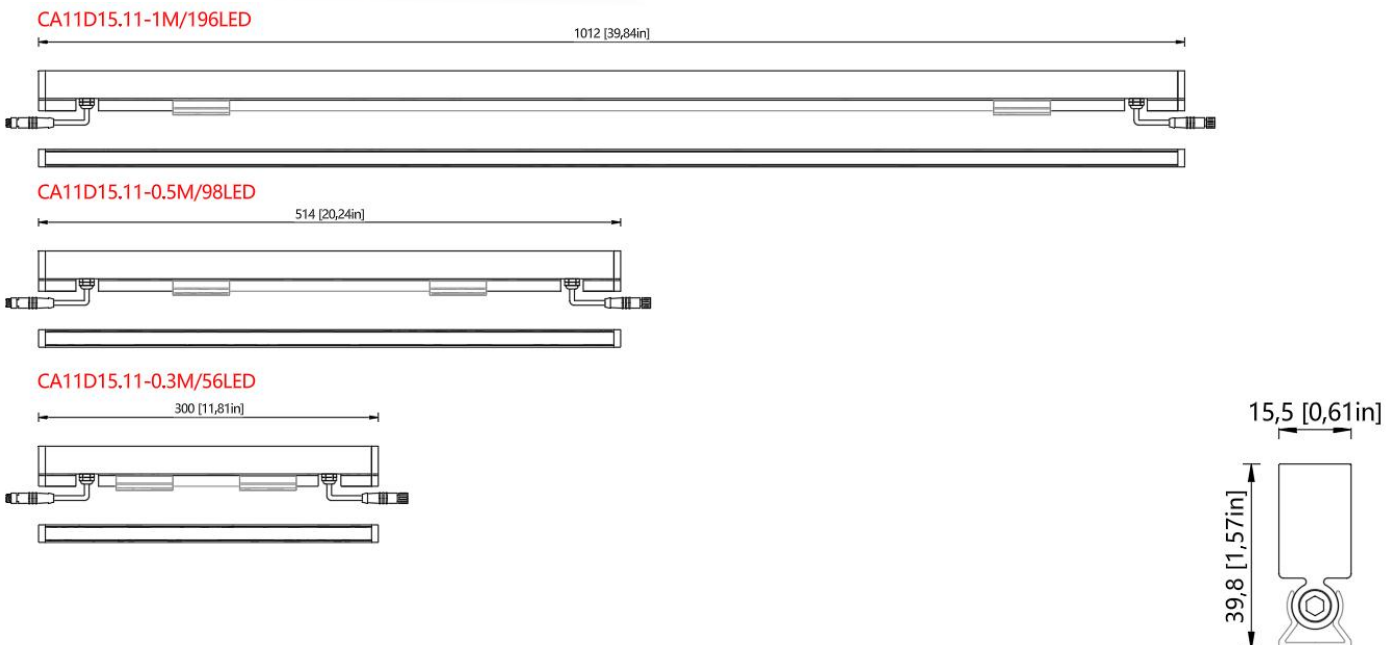 CA11D15.11-1M/196LED
1012 [39,84in]
CA11D15.11-0.5M/98LED
514 [20,24in]
CA11D15.11-0.3M/56LED
300 [11,81in]
15,5 [0,61in]
39,8 [1,57in]